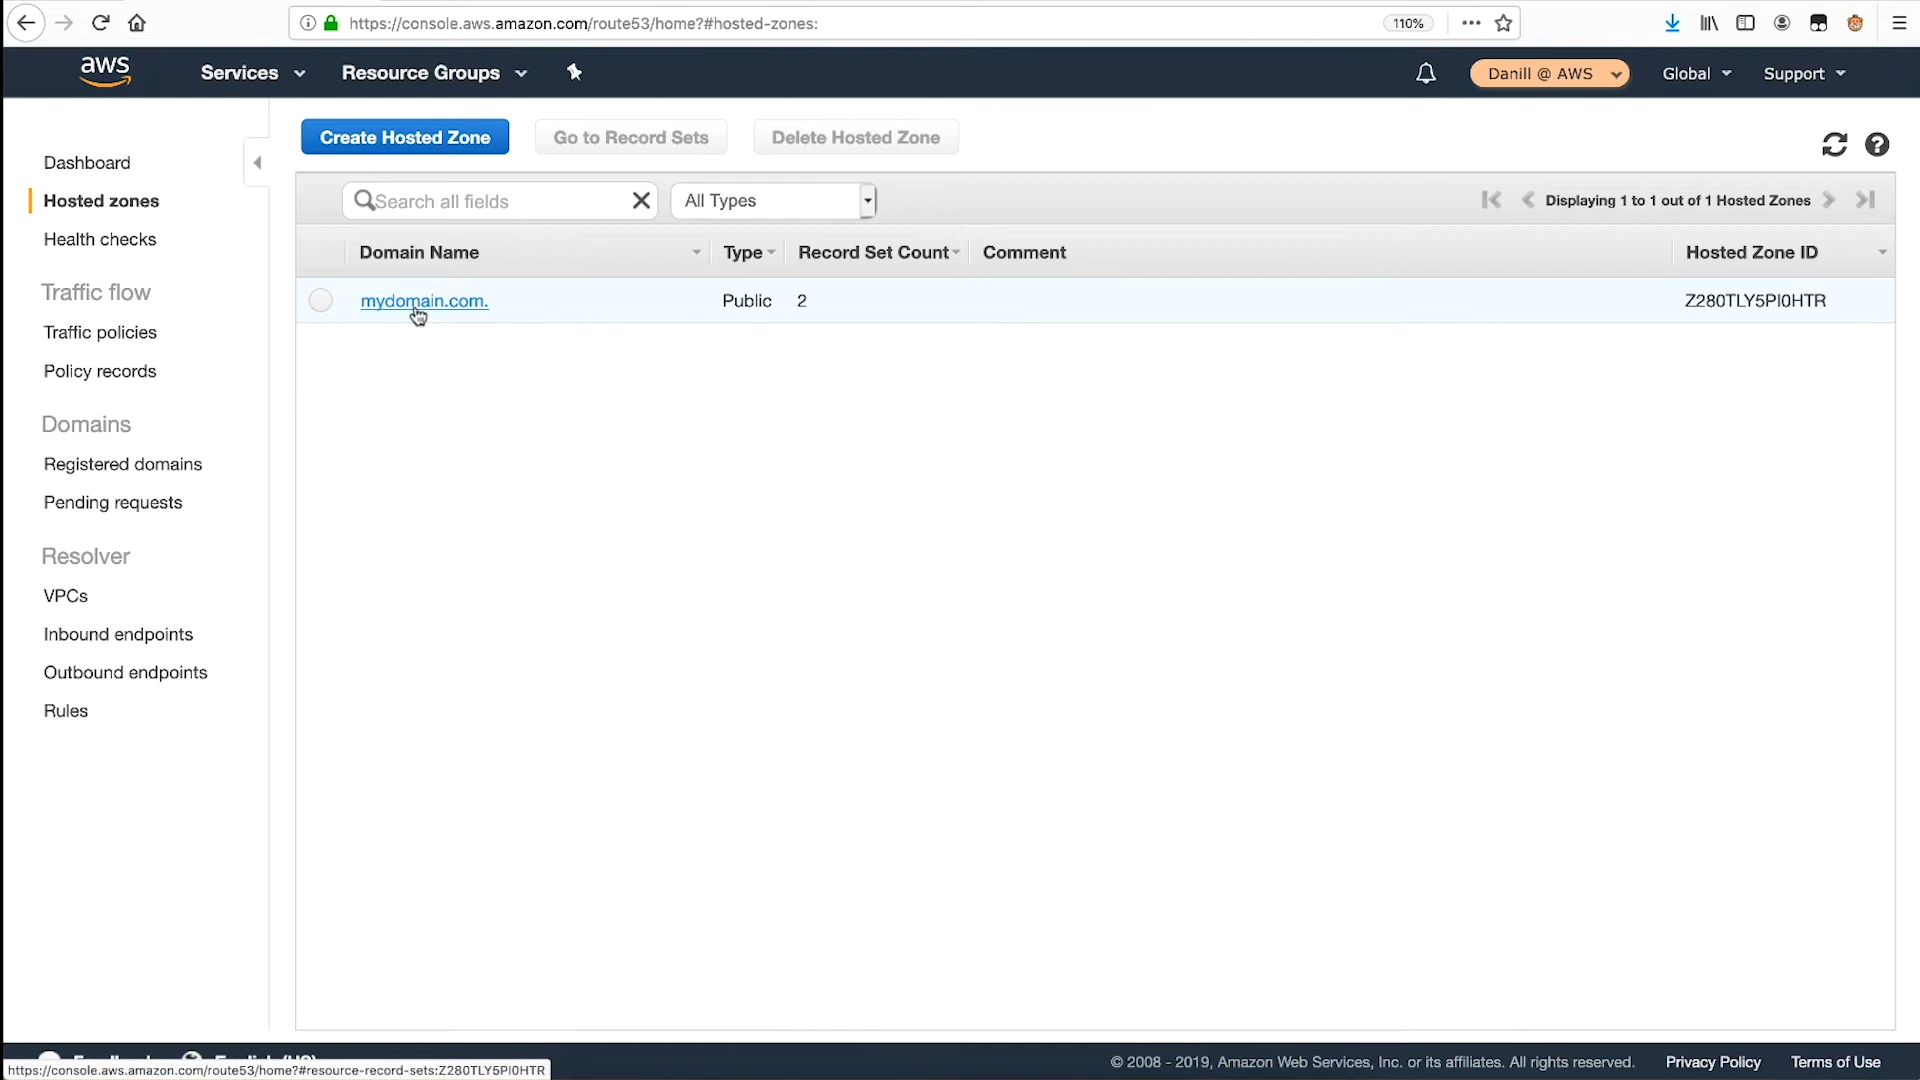 https://console.aws.amazon.com/route53/home?#hosted-zones:
110%
aws
Services
Resource Groups
Danill @ AWS
Global
Support
Dashboard
Hosted zones
Health checks
Traffic flow
Traffic policies
Policy records
Domains
Registered domains
Pending requests
Resolver
VPCs
Inbound endpoints
Outbound endpoints
Rules
Create Hosted Zone
Go to Record Sets
Delete Hosted Zone
Search all fields
All Types
Displaying 1 to 1 out of 1 Hosted Zones
Domain Name
Type
Record Set Count
Comment
Hosted Zone ID
mydomain.com.
Public
2
Z280TLY5PI0HTR
© 2008 - 2019, Amazon Web Services, Inc. or its affiliates. All rights reserved.
Privacy Policy
Terms of Use
https://console.aws.amazon.com/route53/home?#resource-record-sets:Z280TLY5PI0HTR